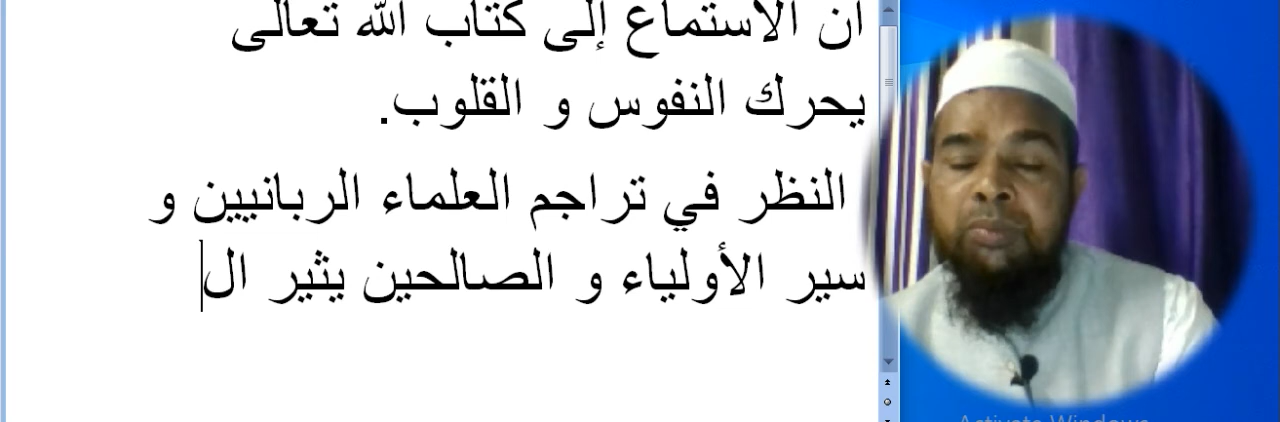 ان الاستماع إلى كتاب الله تعالى
يحرك النفوس و القلوب.
النظر في تراجم العلماء الربانيين و
سير الأولياء و الصالحين يثير ال
Activate Windows